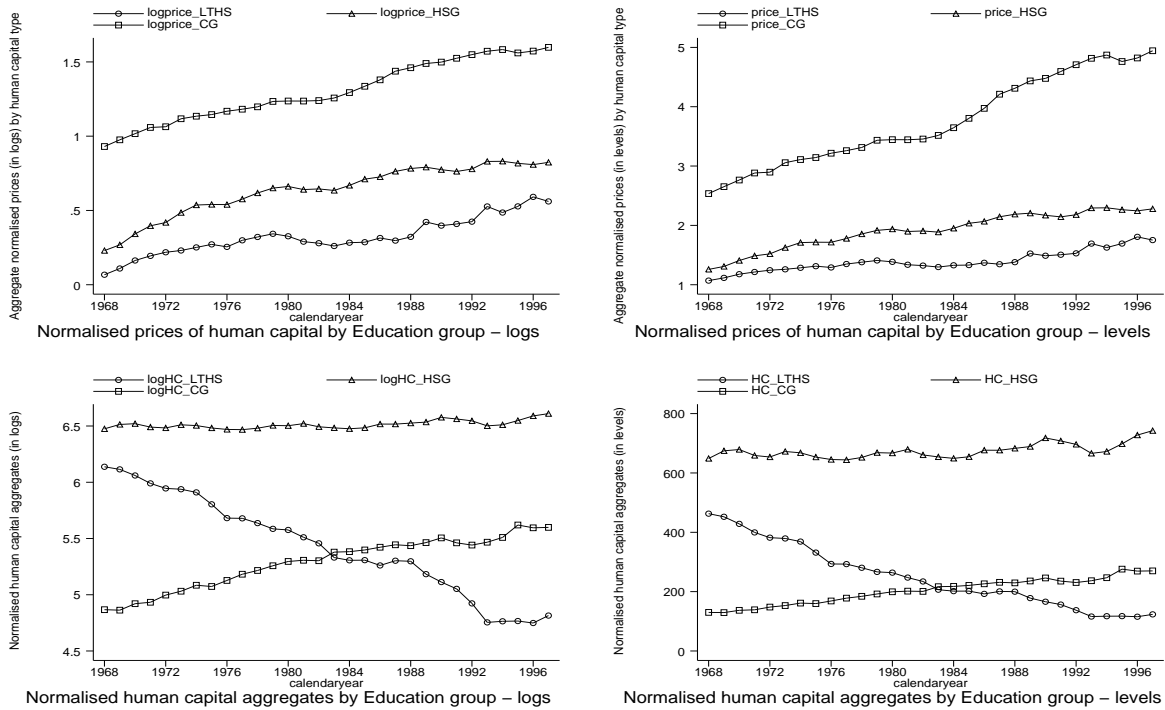 logprice_LTHS logprice_HSG
logprice_CG
Aggregate normalised prices (in logs) by human capital type
1.5
1
.5
0
1968 1972 1976 1980 1984 1988 1992 1996
calendaryear
Normalised prices of human capital by Education group – logs
price_LTHS price_HSG
price_CG
Aggregate normalised prices (in levels) by human capital type
5
4
3
2
1
1968 1972 1976 1980 1984 1988 1992 1996
calendaryear
Normalised prices of human capital by Education group – levels
logHC_LTHS logHC_HSG
logHC_CG
Normalised human capital aggregates (in logs)
6.5
6
5.5
5
4.5
1968 1972 1976 1980 1984 1988 1992 1996
calendaryear
Normalised human capital aggregates by Education group – logs
HC_LTHS HC_HSG
HC_CG
Normalised human capital aggregates (in levels)
800
600
400
200
0
1968 1972 1976 1980 1984 1988 1992 1996
calendaryear
Normalised human capital aggregates by Education group – levels